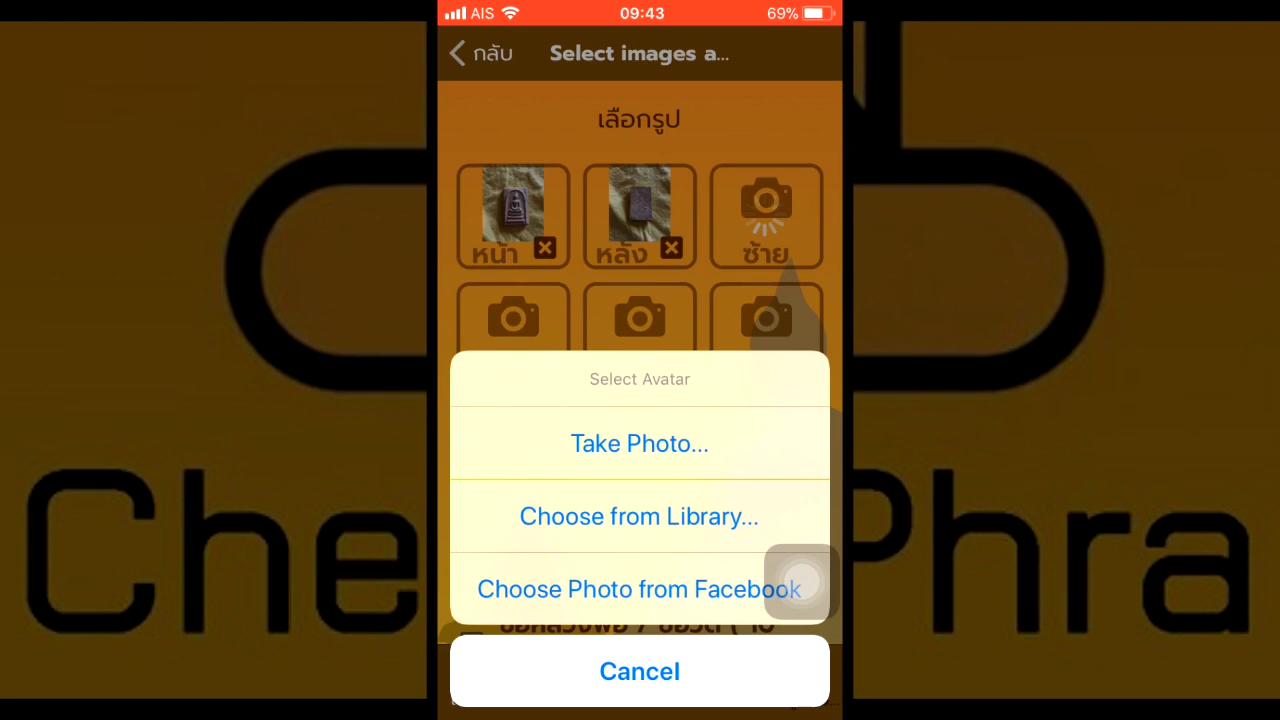 AIS
09:43
69%
กลับ
Select images a...
เลือกรูป
หน้า
หลัง
ซ้าย
Select Avatar
Take Photo...
Choose from Library...
Choose Photo from Facebook
Cancel
Che
Phra